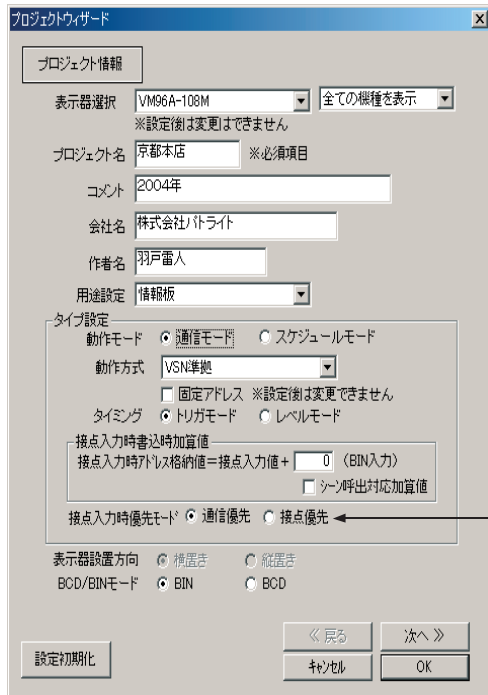 プロジェクトウィザード
プロジェクト情報
表示器選択 VM96A-108M 全ての機種を表示
※設定後は変更はできません
プロジェクト名 京都本店 ※必須項目
コメント 2004年
会社名 株式会社パトライト
作者名 羽戸雷人
用途設定 情報板
タイプ設定
動作モード 通信モード スケジュールモード
動作方式 VSN準拠
固定アドレス ※設定後は変更できません
タイミング トリガモード レベルモード
接点入力時書込時加算値
接点入力時アドレス格納値＝接点入力値＋ 0 (BIN入力)
シーン呼出対応加算値
接点入力時優先モード 通信優先 接点優先
表示器設置方向 横置き 縦置き
BCD/BINモード BIN BCD
≪ 戻る 次へ ≫
設定初期化 キャンセル OK